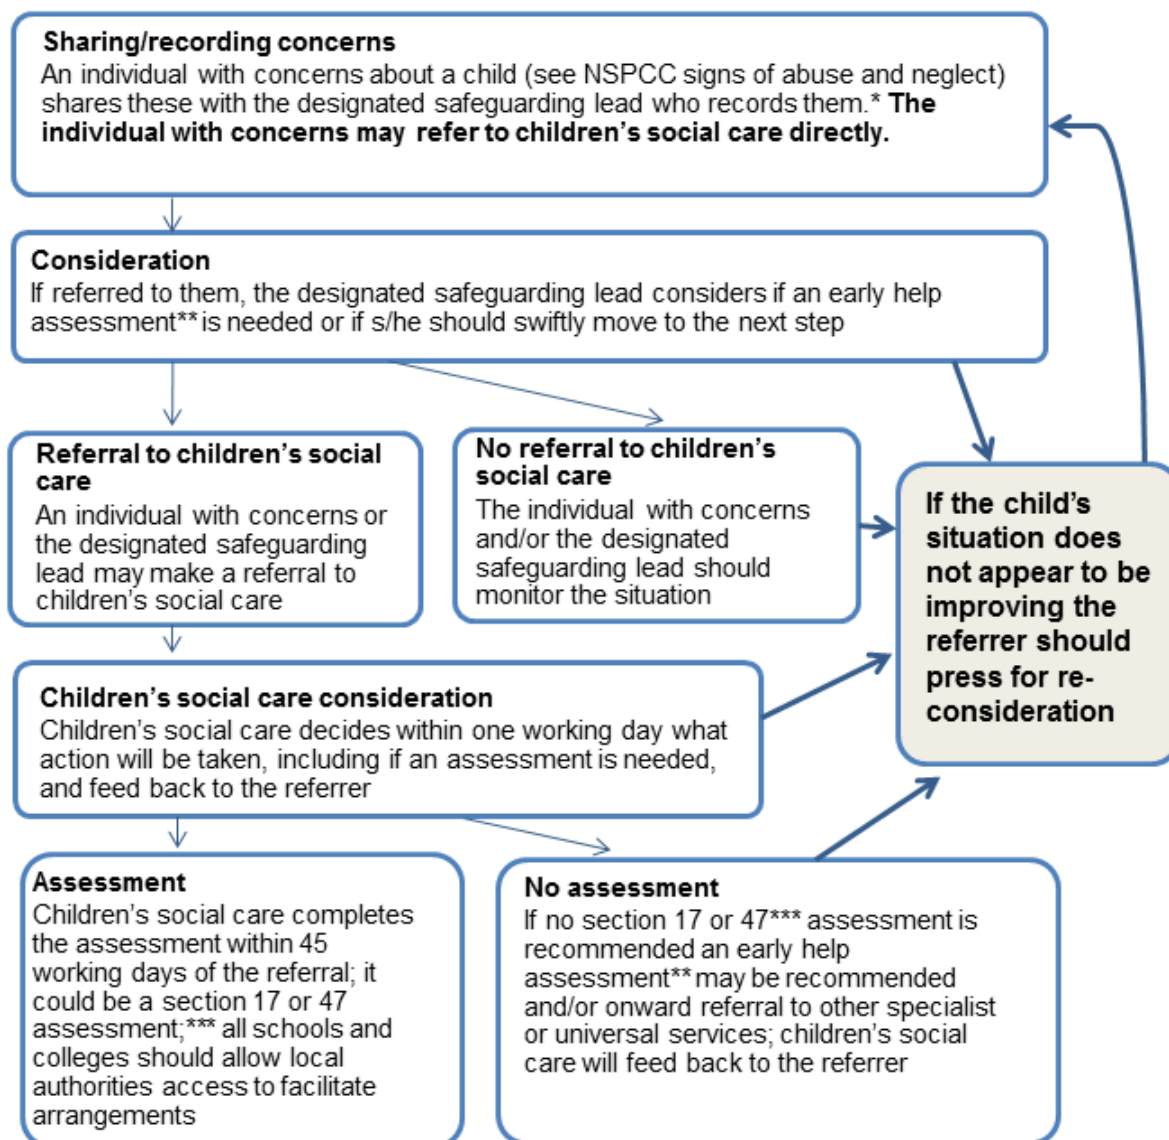 Sharing/recording concerns
An individual with concerns about a child (see NSPCC signs of abuse and neglect)
shares these with the designated safeguarding lead who records them.* The
individual with concerns may refer to children's social care directly.
Consideration
If referred to them, the designated safeguarding lead considers if an early help
assessment** is needed or if s/he should swiftly move to the next step
Referral to children's social
care
An individual with concerns or
the designated safeguarding
lead may make a referral to
children's social care
No referral to children's
social care
The individual with concerns
and/or the designated
safeguarding lead should
monitor the situation
If the child's
situation does
not appear to be
improving the
referrer should
press for re-
consideration
Children's social care consideration
Children's social care decides within one working day what
action will be taken, including if an assessment is needed,
and feed back to the referrer
Assessment
Children's social care completes
the assessment within 45
working days of the referral; it
could be a section 17 or 47
assessment;*** all schools and
colleges should allow local
authorities access to facilitate
arrangements
No assessment
If no section 17 or 47*** assessment is
recommended an early help
assessment** may be recommended
and/or onward referral to other specialist
or universal services; children's social
care will feed back to the referrer